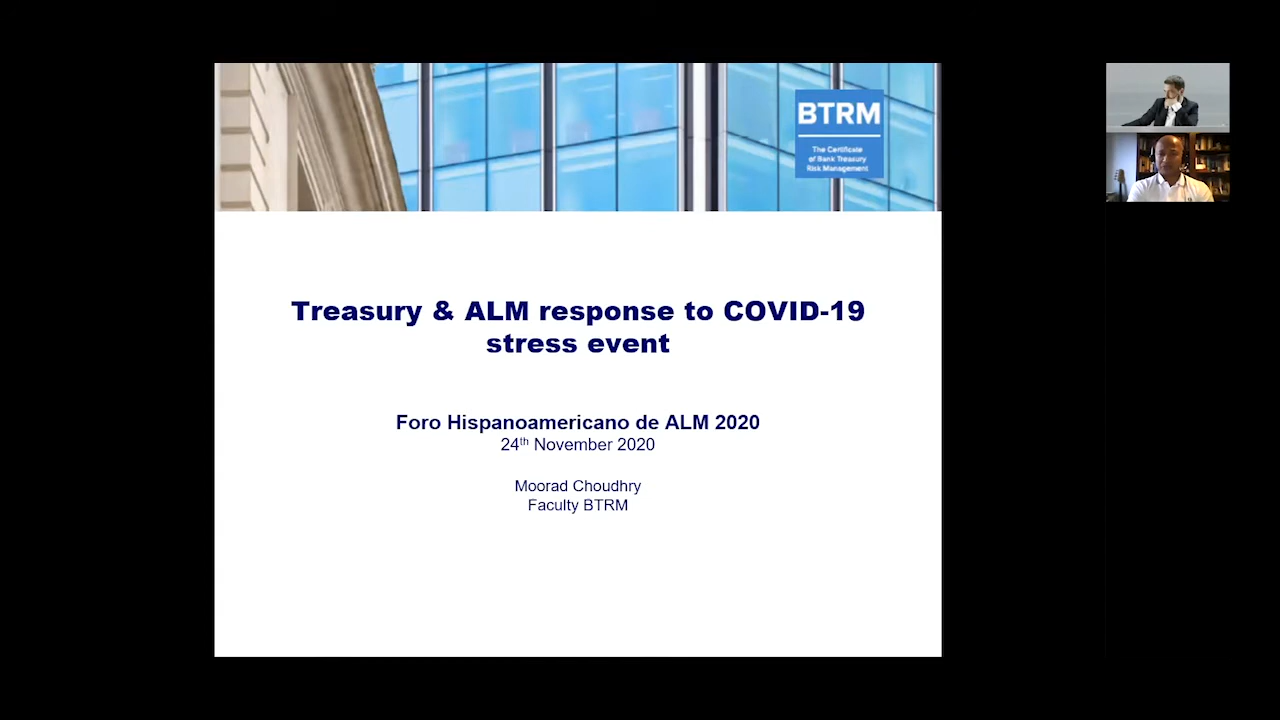 BTRM
The Certificate
of Bank Treasury
Risk Management
Treasury & ALM response to COVID-19
stress event
Foro Hispanoamericano de ALM 2020
24th November 2020
Moorad Choudhry
Faculty BTRM